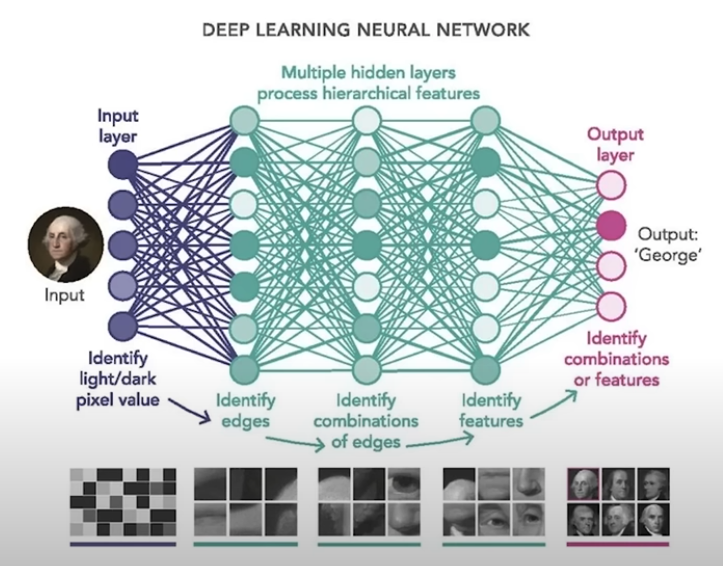 DEEP LEARNING NEURAL NETWORK
Multiple hidden layers
process hierarchical features
Input
layer
Output
layer
Input
Output:
'George'
Identify
light/dark
pixel value
Identify
edges
Identify
combinations
of edges
Identify
features
Identify
combinations
or features